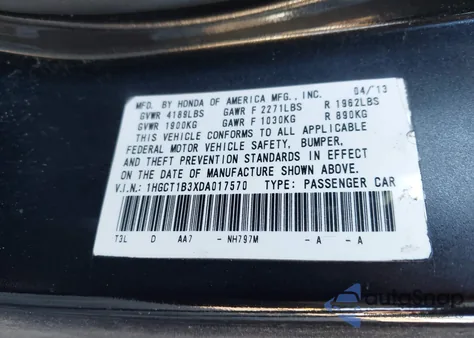 MFD. BY HONDA OF AMERICA MFG., INC. 04/13
GVWR 4189LBS GAWR F 2271LBS R 1962LBS
GVWR 1900KG GAWR F 1030KG R 890KG
THIS VEHICLE CONFORMS TO ALL APPLICABLE
FEDERAL MOTOR VEHICLE SAFETY, BUMPER,
AND THEFT PREVENTION STANDARDS IN EFFECT
ON THE DATE OF MANUFACTURE SHOWN ABOVE.
V.I.N.: 1HGCT1B3XDA017570 TYPE: PASSENGER CAR
T3L D AA7 - NH797M - A - A
autosnap